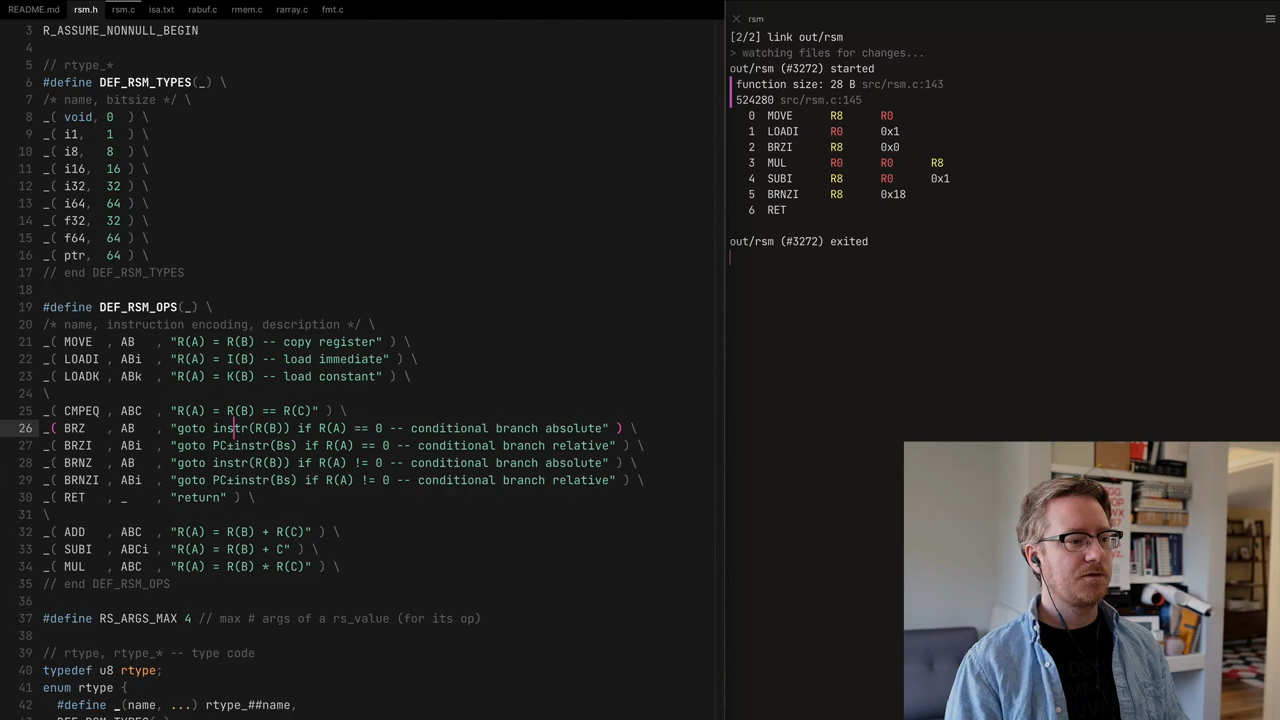 README.md rsm.h rsm.c isa.txt rabuf.c rmem.c rarray.c fmt.c
3 R_ASSUME_NONNULL_BEGIN
4
5 // rtype_*
6 #define DEF_RSM_TYPES(_) \
7 /* name, bitsize */ \
8 _( void, 0 ) \
9 _( i1, 1 ) \
10 _( i8, 8 ) \
11 _( i16, 16 ) \
12 _( i32, 32 ) \
13 _( i64, 64 ) \
14 _( f32, 32 ) \
15 _( f64, 64 ) \
16 _( ptr, 64 ) \
17 // end DEF_RSM_TYPES
18
19 #define DEF_RSM_OPS(_) \
20 /* name, instruction encoding, description */ \
21 _( MOVE , AB , "R(A) = R(B) -- copy register" ) \
22 _( LOADI , ABi , "R(A) = I(B) -- load immediate" ) \
23 _( LOADK , ABk , "R(A) = K(B) -- load constant" ) \
24 \
25 _( CMPEQ , ABC , "R(A) = R(B) == R(C)" ) \
26 _( BRZ , AB , "goto instr(R(B)) if R(A) == 0 -- conditional branch absolute" ) \
27 _( BRZI , ABi , "goto PC±instr(Bs) if R(A) == 0 -- conditional branch relative" ) \
28 _( BRNZ , AB , "goto instr(R(B)) if R(A) != 0 -- conditional branch absolute" ) \
29 _( BRNZI , ABi , "goto PC±instr(Bs) if R(A) != 0 -- conditional branch relative" ) \
30 _( RET , _ , "return" ) \
31 \
32 _( ADD , ABC , "R(A) = R(B) + R(C)" ) \
33 _( SUBI , ABCi , "R(A) = R(B) + C" ) \
34 _( MUL , ABC , "R(A) = R(B) * R(C)" ) \
35 // end DEF_RSM_OPS
36
37 #define RS_ARGS_MAX 4 // max # args of a rs_value (for its op)
38
39 // rtype, rtype_* -- type code
40 typedef u8 rtype;
41 enum rtype {
42 #define _(name, ...) rtype_##name,
rsm
[2/2] link out/rsm
> watching files for changes...
out/rsm (#3272) started
function size: 28 B src/rsm.c:143
524280 src/rsm.c:145
0 MOVE R8 R0
1 LOADI R0 0x1
2 BRZI R8 0x0
3 MUL R0 R0 R8
4 SUBI R8 R0 0x1
5 BRNZI R8 0x18
6 RET
out/rsm (#3272) exited